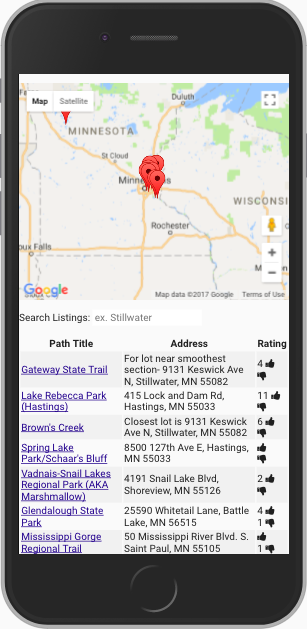 Map Satellite
Duluth
MINNESOTA
St Cloud
WISCONSI
Rochester
oux Falls
Google
Map data ©2017 Google Terms of Use
Search Listings: ex. Stillwater
Path Title Address Rating
Gateway State Trail
For lot near smoothest
section- 9131 Keswick Ave
N, Stillwater, MN 55082
4
Lake Rebecca Park
(Hastings)
415 Lock and Dam Rd,
Hastings, MN 55033
11
Brown's Creek
Closest lot is 9131 Keswick
Ave N, Stillwater, MN 55082
6
Spring Lake
Park/Schaar's Bluff
8500 127th Ave E, Hastings,
MN 55033
Vadnais-Snail Lakes
Regional Park (AKA
Marshmallow)
4191 Snail Lake Blvd,
Shoreview, MN 55126
2
Glendalough State
Park
25590 Whitetail Lane, Battle
Lake, MN 56515
4
1
Mississippi Gorge
Regional Trail
50 Mississippi River Blvd. S.
Saint Paul, MN 55105
1